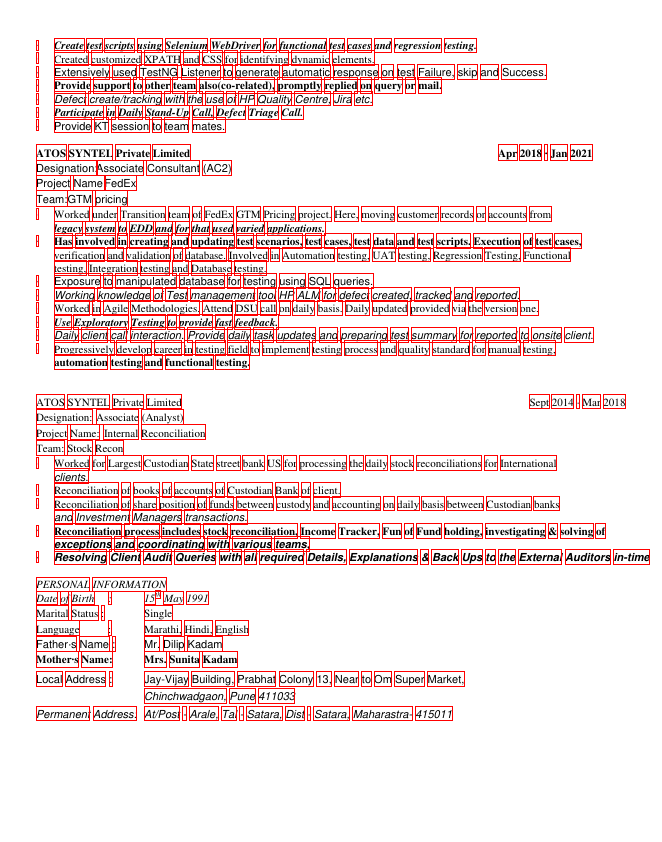 Create test scripts using Selenium WebDriver for functional test cases and regression testing.
Created customized XPATH and CSS for identifying dynamic elements.
Extensively used TestNG Listener to generate automatic response on test Failure, skip and Success.
Provide support to other team also(co-related), promptly replied on query or mail.
Defect create/tracking with the use of HP Quality Centre, Jira etc.
Participate in Daily Stand-Up Call, Defect Triage Call.
Provide KT session to team mates.
ATOS SYNTEL Private Limited Apr 2018 - Jan 2021
Designation: Associate Consultant (AC2)
Project Name FedEx
Team: GTM pricing
Worked under Transition team of FedEx GTM Pricing project. Here, moving customer records or accounts from
legacy system to EDD and for that used varied applications.
Has involved in creating and updating test scenarios, test cases, test data and test scripts. Execution of test cases,
verification and validation of database. Involved in Automation testing, UAT testing, Regression Testing, Functional
testing, Integration testing and Database testing.
Exposure to manipulated database for testing using SQL queries.
Working knowledge of Test management tool HP ALM for defect created, tracked and reported.
Worked in Agile Methodologies, Attend DSU call on daily basis. Daily updated provided via the version one.
Use Exploratory Testing to provide fast feedback.
Daily client call interaction, Provide daily task updates and preparing test summary for reported to onsite client.
Progressively develop career in testing field to implement testing process and quality standard for manual testing,
automation testing and functional testing.
ATOS SYNTEL Private Limited Sept 2014 - Mar 2018
Designation: Associate (Analyst)
Project Name: Internal Reconciliation
Team: Stock Recon
Worked for Largest Custodian State street bank US for processing the daily stock reconciliations for International
clients.
Reconciliation of books of accounts of Custodian Bank of client.
Reconciliation of share position of funds between custody and accounting on daily basis between Custodian banks
and Investment Managers transactions.
Reconciliation process includes stock reconciliation, Income Tracker, Fun of Fund holding, investigating & solving of
exceptions and coordinating with various teams.
Resolving Client Audit Queries with all required Details, Explanations & Back Ups to the External Auditors in-time
PERSONAL INFORMATION
Date of Birth : 15th May 1991
Marital Status : Single
Language : Marathi, Hindi, English
Father's Name : Mr. Dilip Kadam
Mother's Name: Mrs. Sunita Kadam
Local Address : Jay-Vijay Building, Prabhat Colony 13, Near to Om Super Market,
Chinchwadgaon, Pune 411033
Permanent Address. At/Post - Arale, Tal - Satara, Dist - Satara, Maharastra- 415011